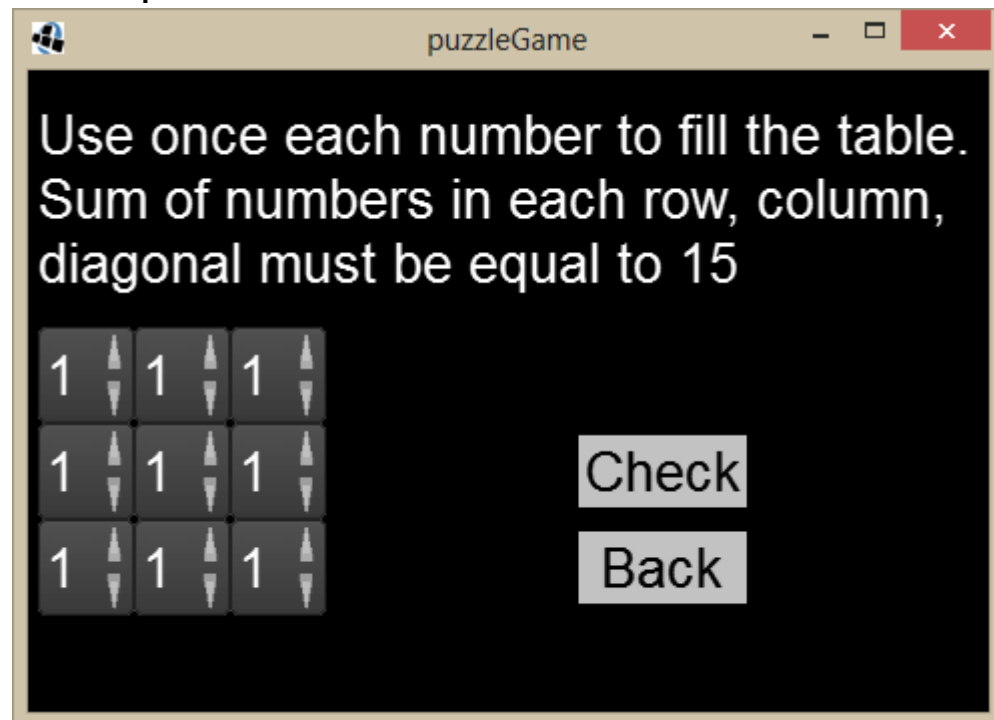 puzzleGame
Use once each number to fill the table.
Sum of numbers in each row, column,
diagonal must be equal to 15
1 1 1
1 1 1
Check
1 1 1
Back